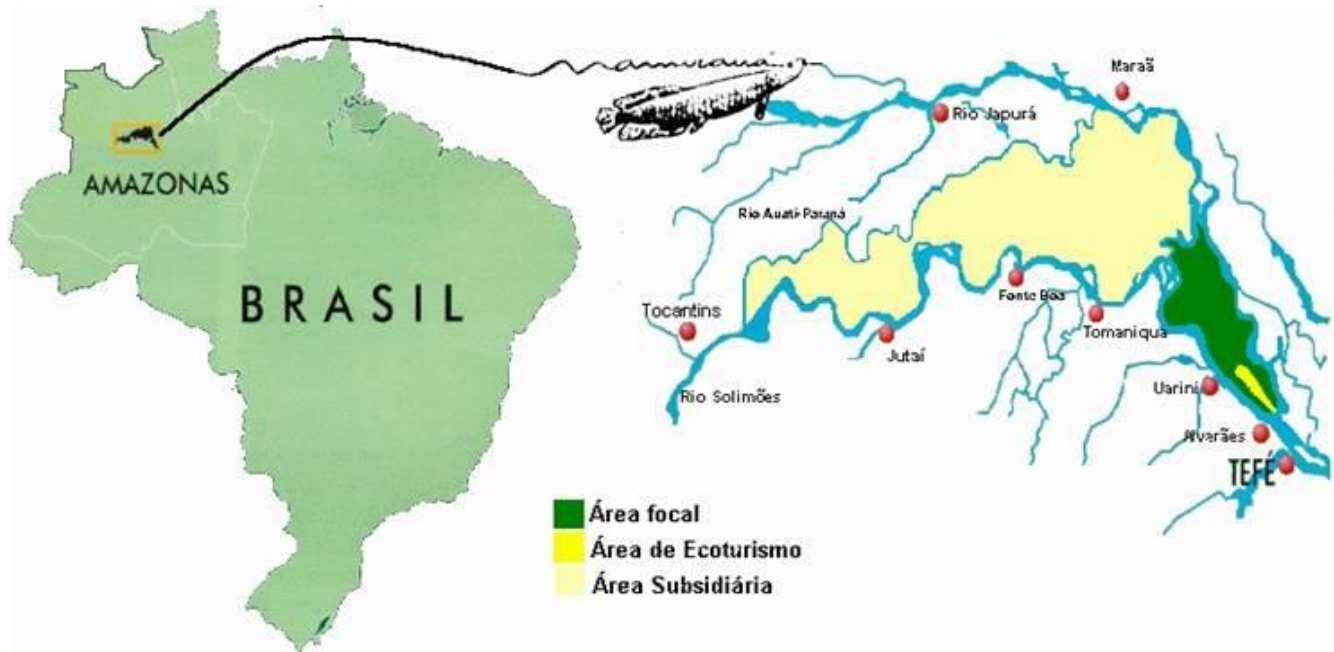 AMAZONAS
BRASIL
mamirauá
Maraã
Rio Japurá
Rio Auati-Paraná
Tocantins
Fonte Boa
Tomaniqua
Jutaí
Rio Solimões
Uarini
Alvarães
TEFÉ
Área focal
Área de Ecoturismo
Área Subsidiária